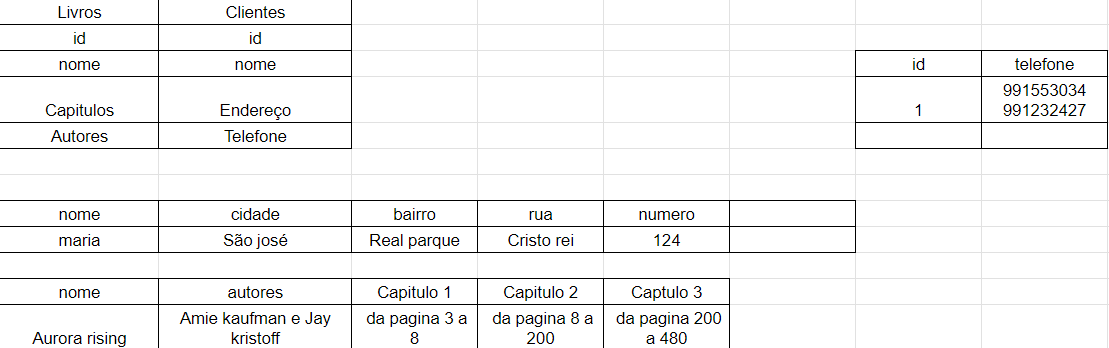 Livros Clientes
id id
nome nome id telefone
991553034
Capitulos Endereço 1 991232427
Autores Telefone
nome cidade bairro rua numero
maria São josé Real parque Cristo rei 124
nome autores Capitulo 1 Capitulo 2 Captulo 3
Amie kaufman e Jay da pagina 3 a da pagina 8 a da pagina 200
Aurora rising kristoff 8 200 a 480